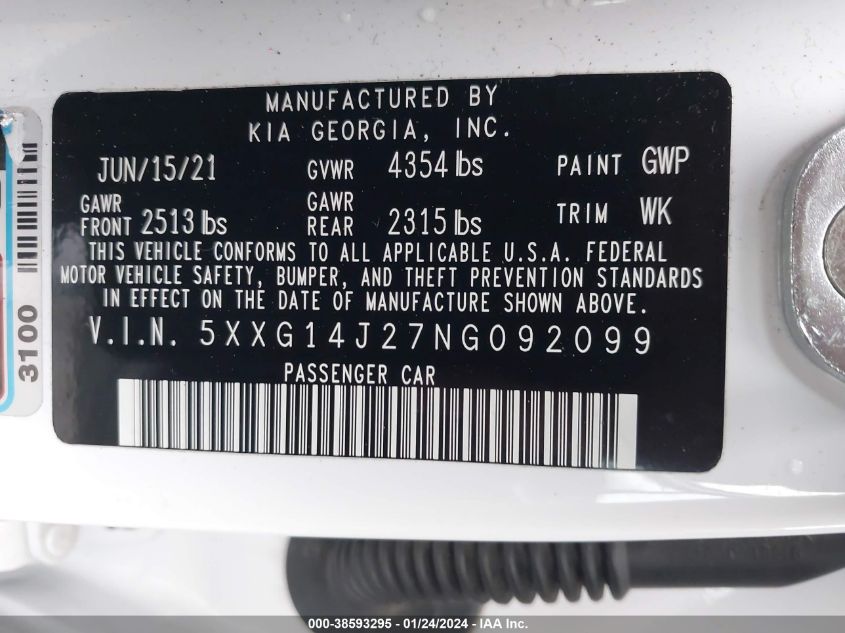 MANUFACTURED BY
KIA GEORGIA, INC.
JUN/15/21 GVWR 4354 lbs PAINT GWP
GAWR FRONT 2513 lbs GAWR REAR 2315 lbs TRIM WK
THIS VEHICLE CONFORMS TO ALL APPLICABLE U.S.A. FEDERAL
MOTOR VEHICLE SAFETY, BUMPER, AND THEFT PREVENTION STANDARDS
IN EFFECT ON THE DATE OF MANUFACTURE SHOWN ABOVE.
V.I.N. 5XXG14J27NG092099
PASSENGER CAR
3100
000-38593295 - 01/24/2024 - IAA Inc.